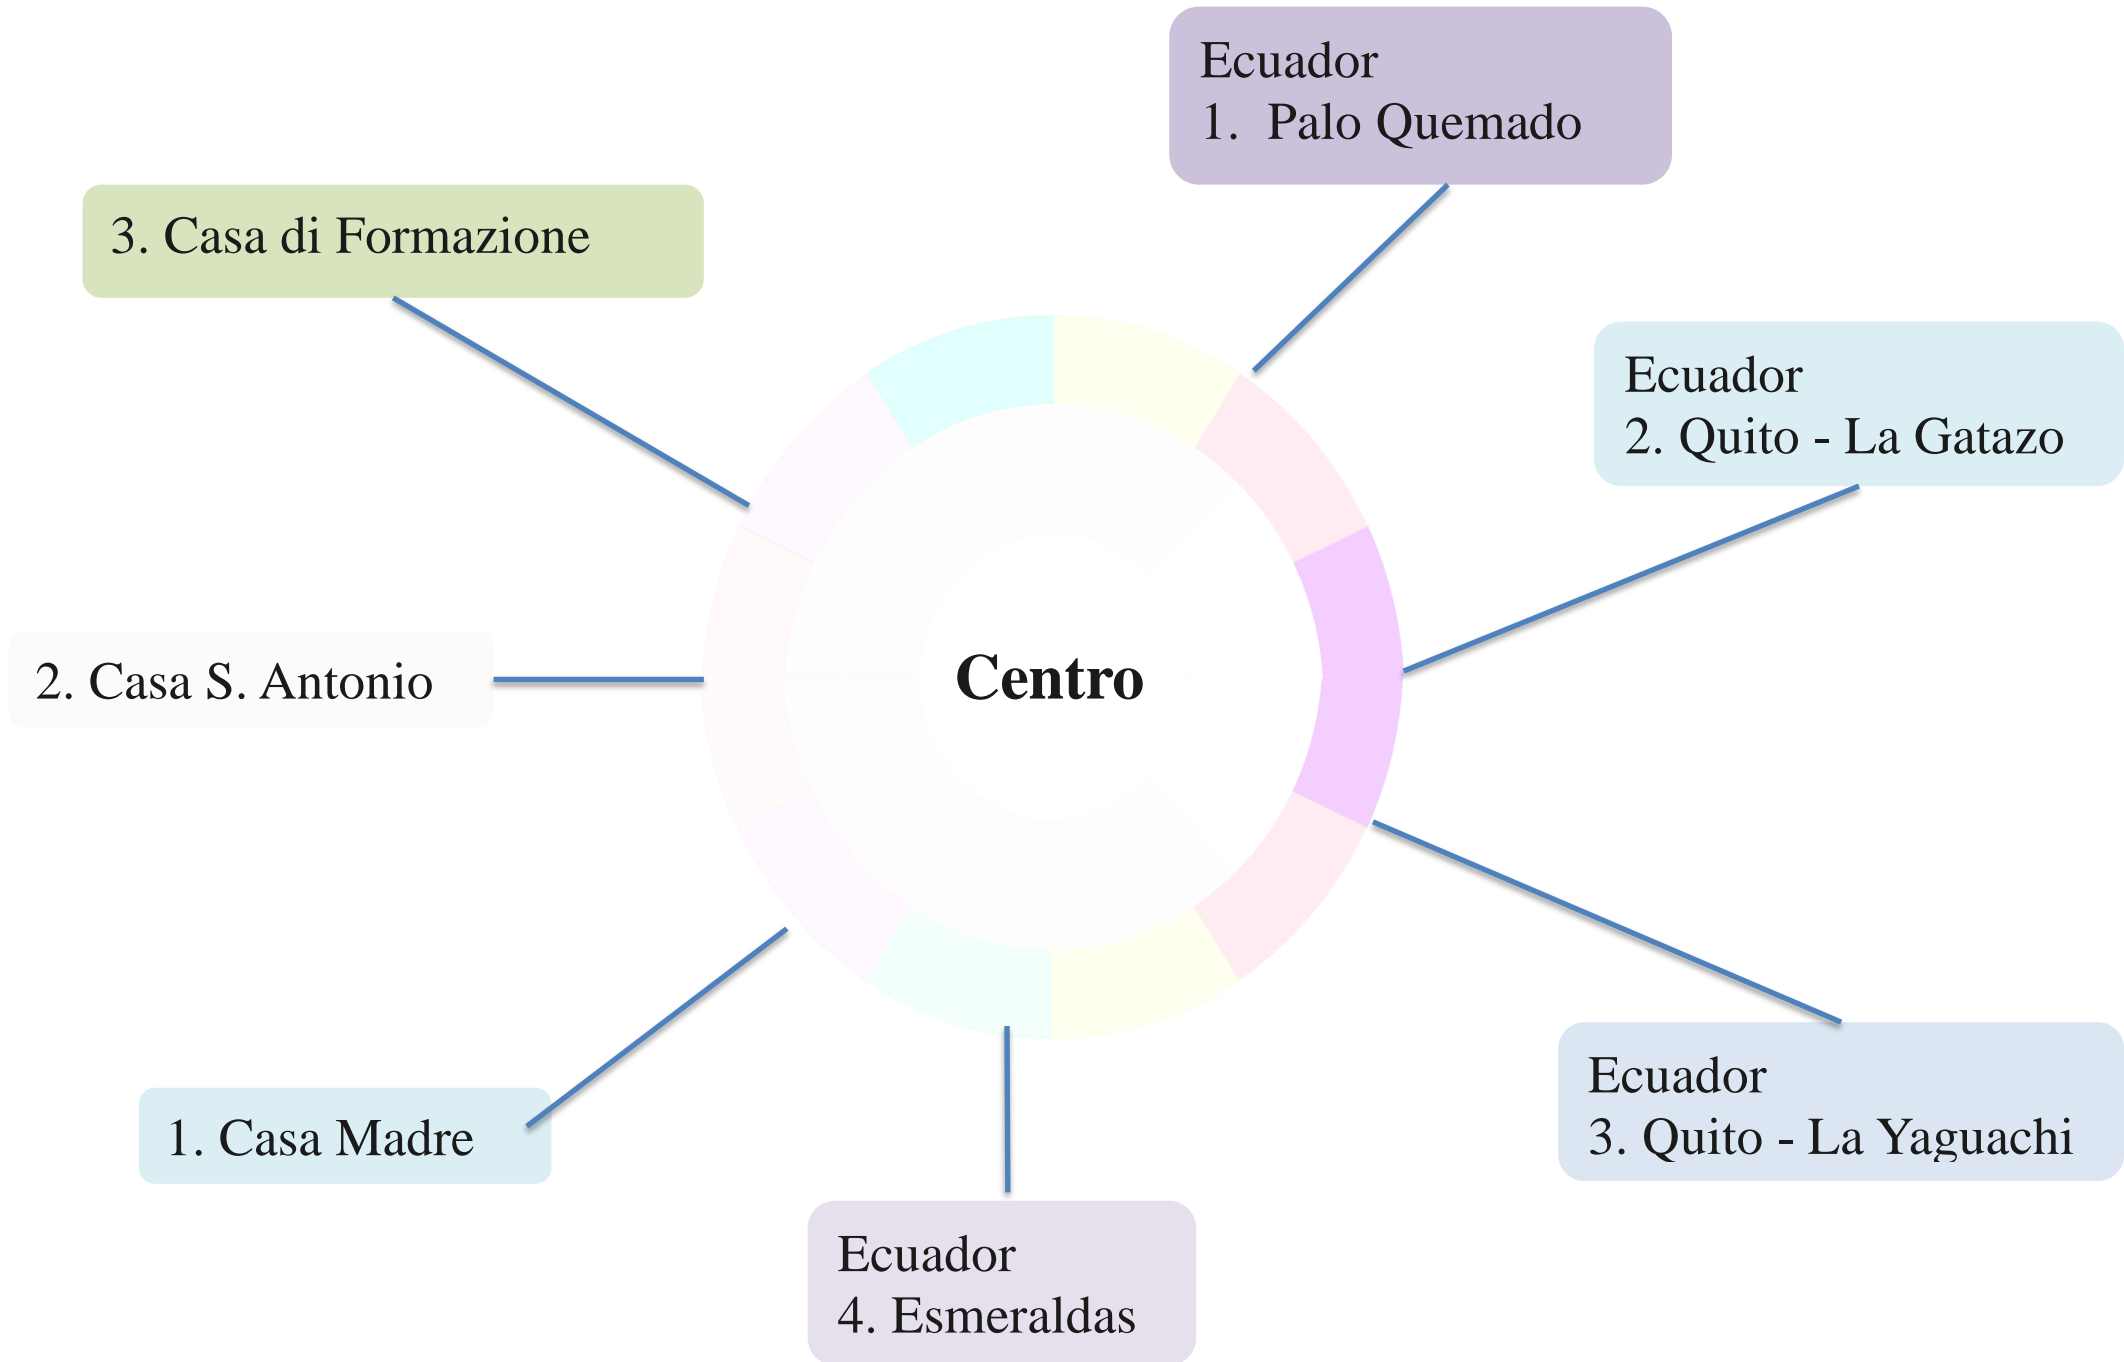 Ecuador
1. Palo Quemado
3. Casa di Formazione
Ecuador
2. Quito - La Gatazo
2. Casa S. Antonio
Centro
Ecuador
3. Quito - La Yaguachi
1. Casa Madre
Ecuador
4. Esmeraldas